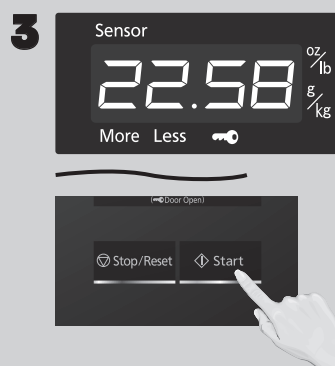 3
Sensor
22.58
oz/lb
g/kg
More Less
(Door Open)
Stop/Reset Start